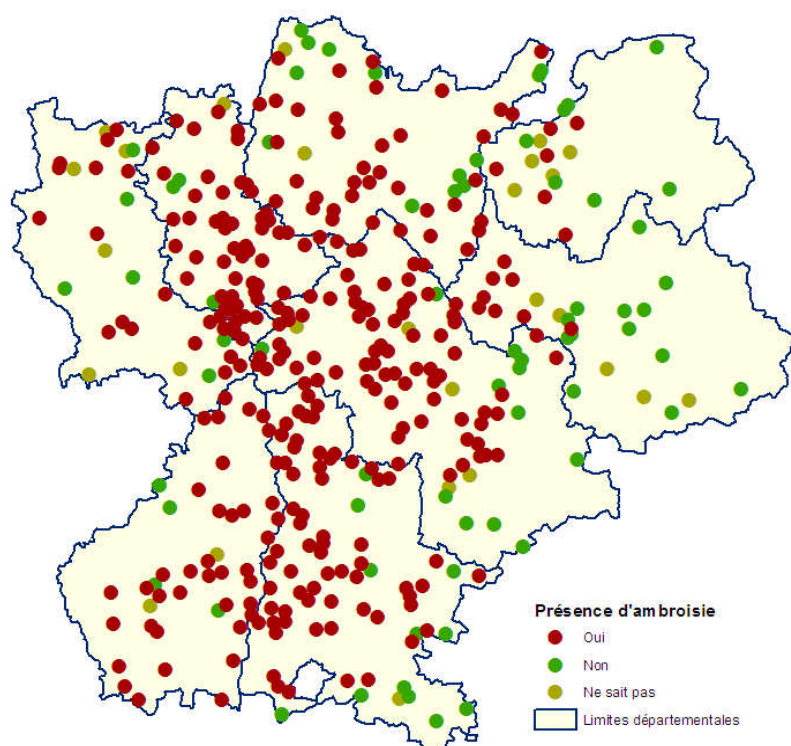 Présence d'ambroisie
Oui
Non
Ne sait pas
Limites départementales